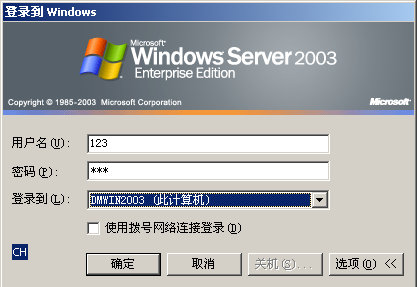 登录到 Windows
Microsoft
Windows Server 2003
Enterprise Edition
Copyright © 1985-2003 Microsoft Corporation
Microsoft
用户名(U): 123
密码(P): ***
登录到(L): DMWIN2003 (此计算机)
使用拨号网络连接登录(D)
CH
确定 取消 关机(S)... 选项(O) <<